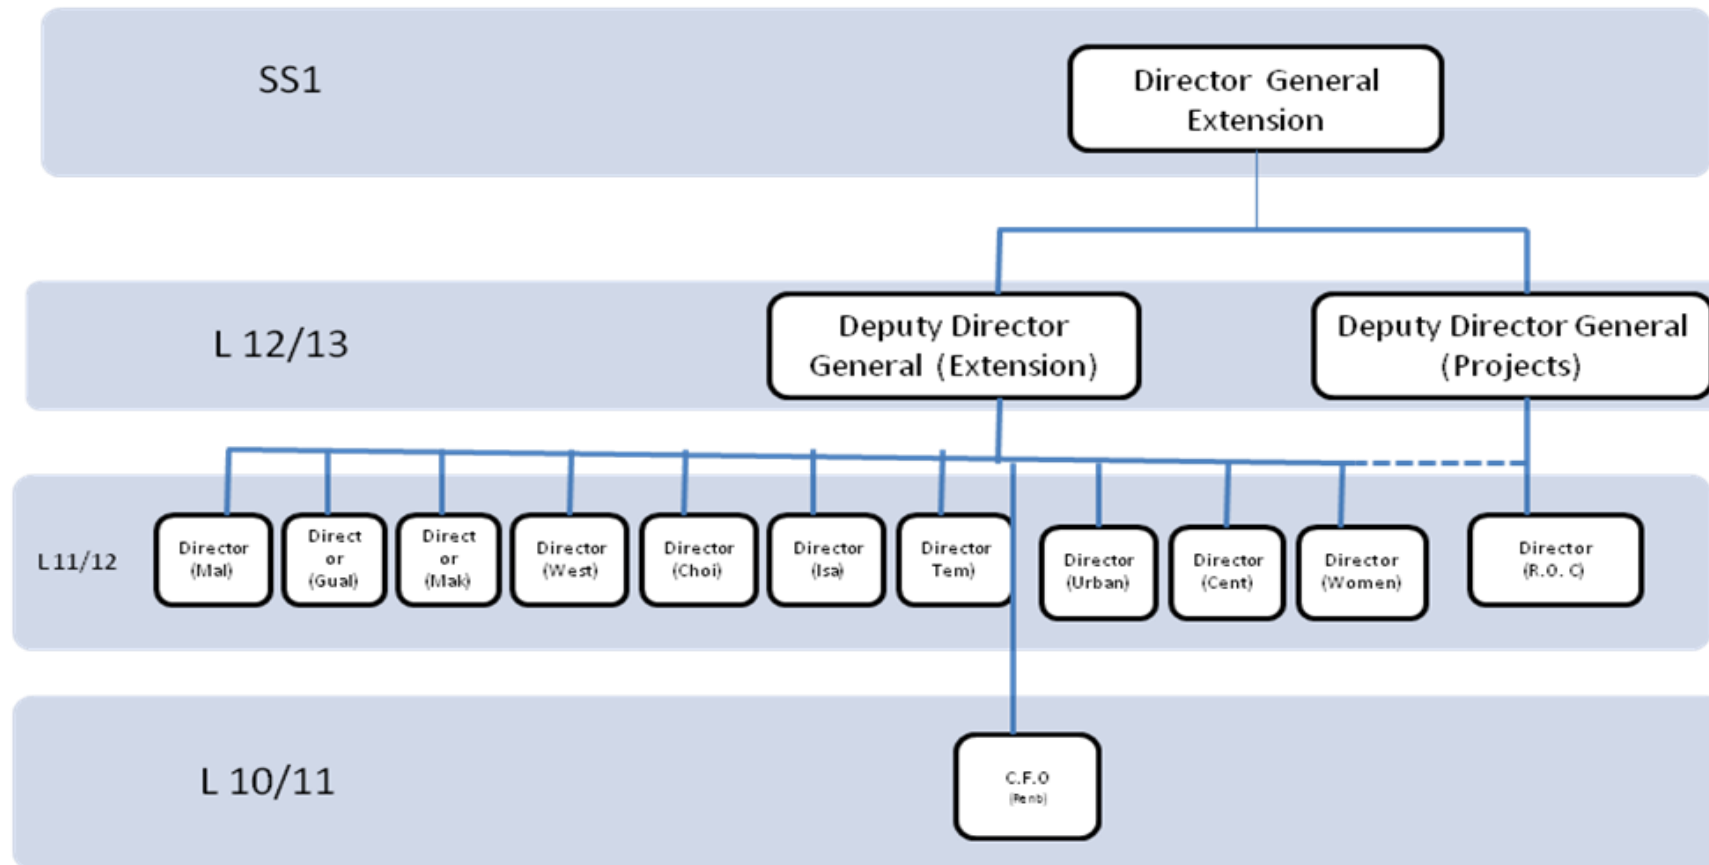 SS1
Director General
Extension
L 12/13
Deputy Director
General (Extension)
Deputy Director General
(Projects)
L 11/12
Director
(Mal)
Direct
or
(Gual)
Direct
or
(Mak)
Director
(West)
Director
(Choi)
Director
(Isa)
Director
Tem)
Director
(Urban)
Director
(Cent)
Director
(Women)
Director
(R.O. C)
L 10/11
C.F.O
(Renb)